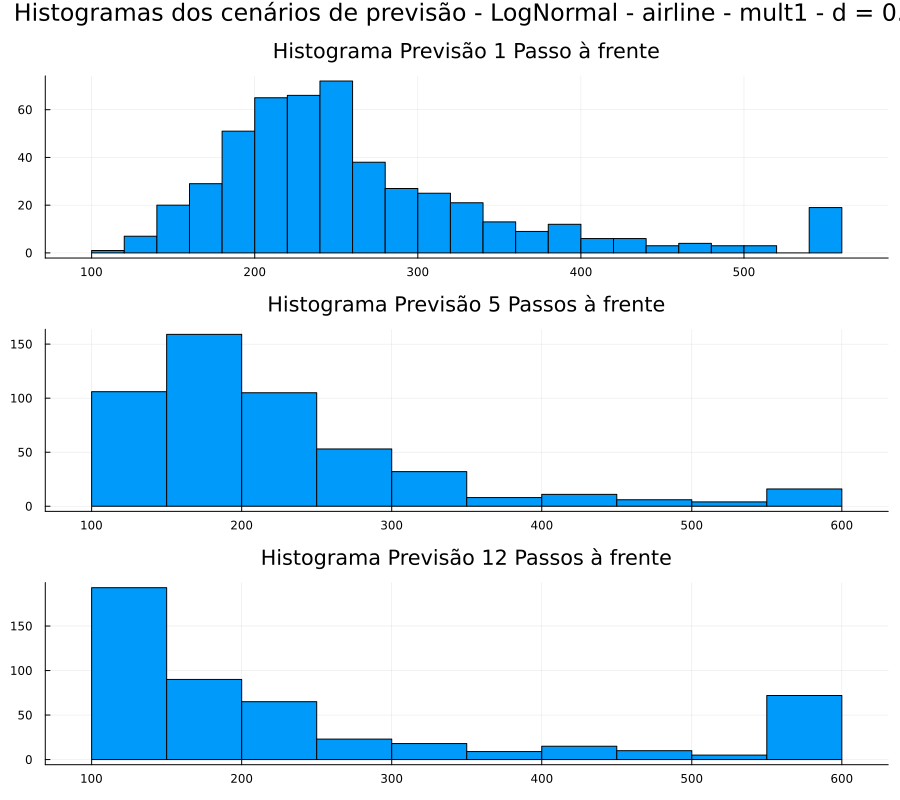 Histogramas dos cenários de previsão - LogNormal - airline - mult1 - d = 0.
Histograma Previsão 1 Passo à frente
60
40
20
0
100 200 300 400 500
Histograma Previsão 5 Passos à frente
150
100
50
0
100 200 300 400 500 600
Histograma Previsão 12 Passos à frente
150
100
50
0
100 200 300 400 500 600